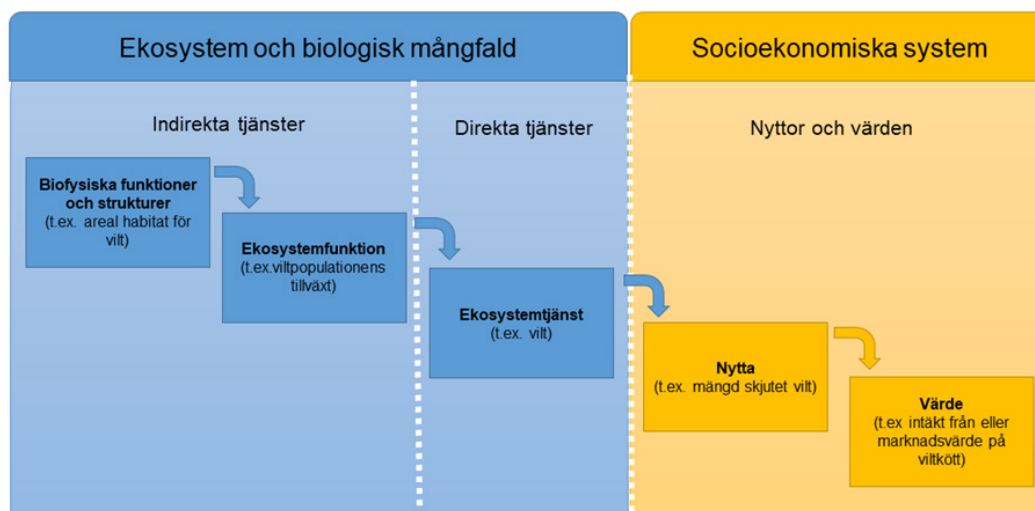 Ekosystem och biologisk mångfald
Socioekonomiska system
Indirekta tjänster
Direkta tjänster
Nyttor och värden
Biofysiska funktioner
och strukturer
(t.ex. areal habitat för
vilt)
Ekosystemfunktion
(t.ex.viltpopulationens
tillväxt)
Ekosystemtjänst
(t.ex. vilt)
Nytta
(t.ex. mängd skjutet vilt)
Värde
(t.ex intäkt från eller
marknadsvärde på
viltkött)